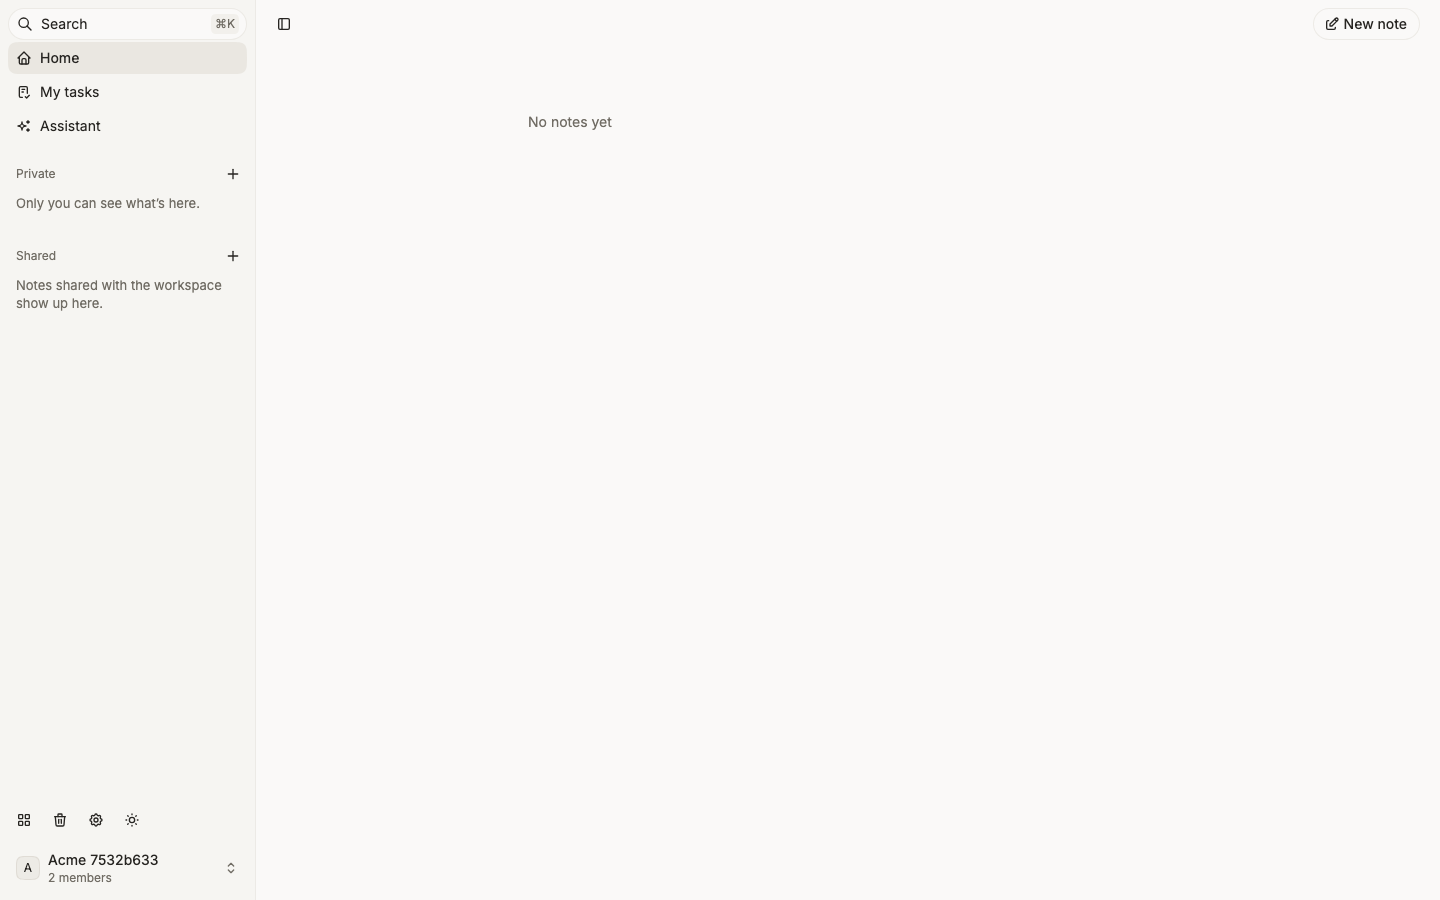 Search ⌘K
Home
My tasks
Assistant
Private
Only you can see what’s here.
Shared
Notes shared with the workspace
show up here.
A
Acme 7532b633
2 members
New note
No notes yet